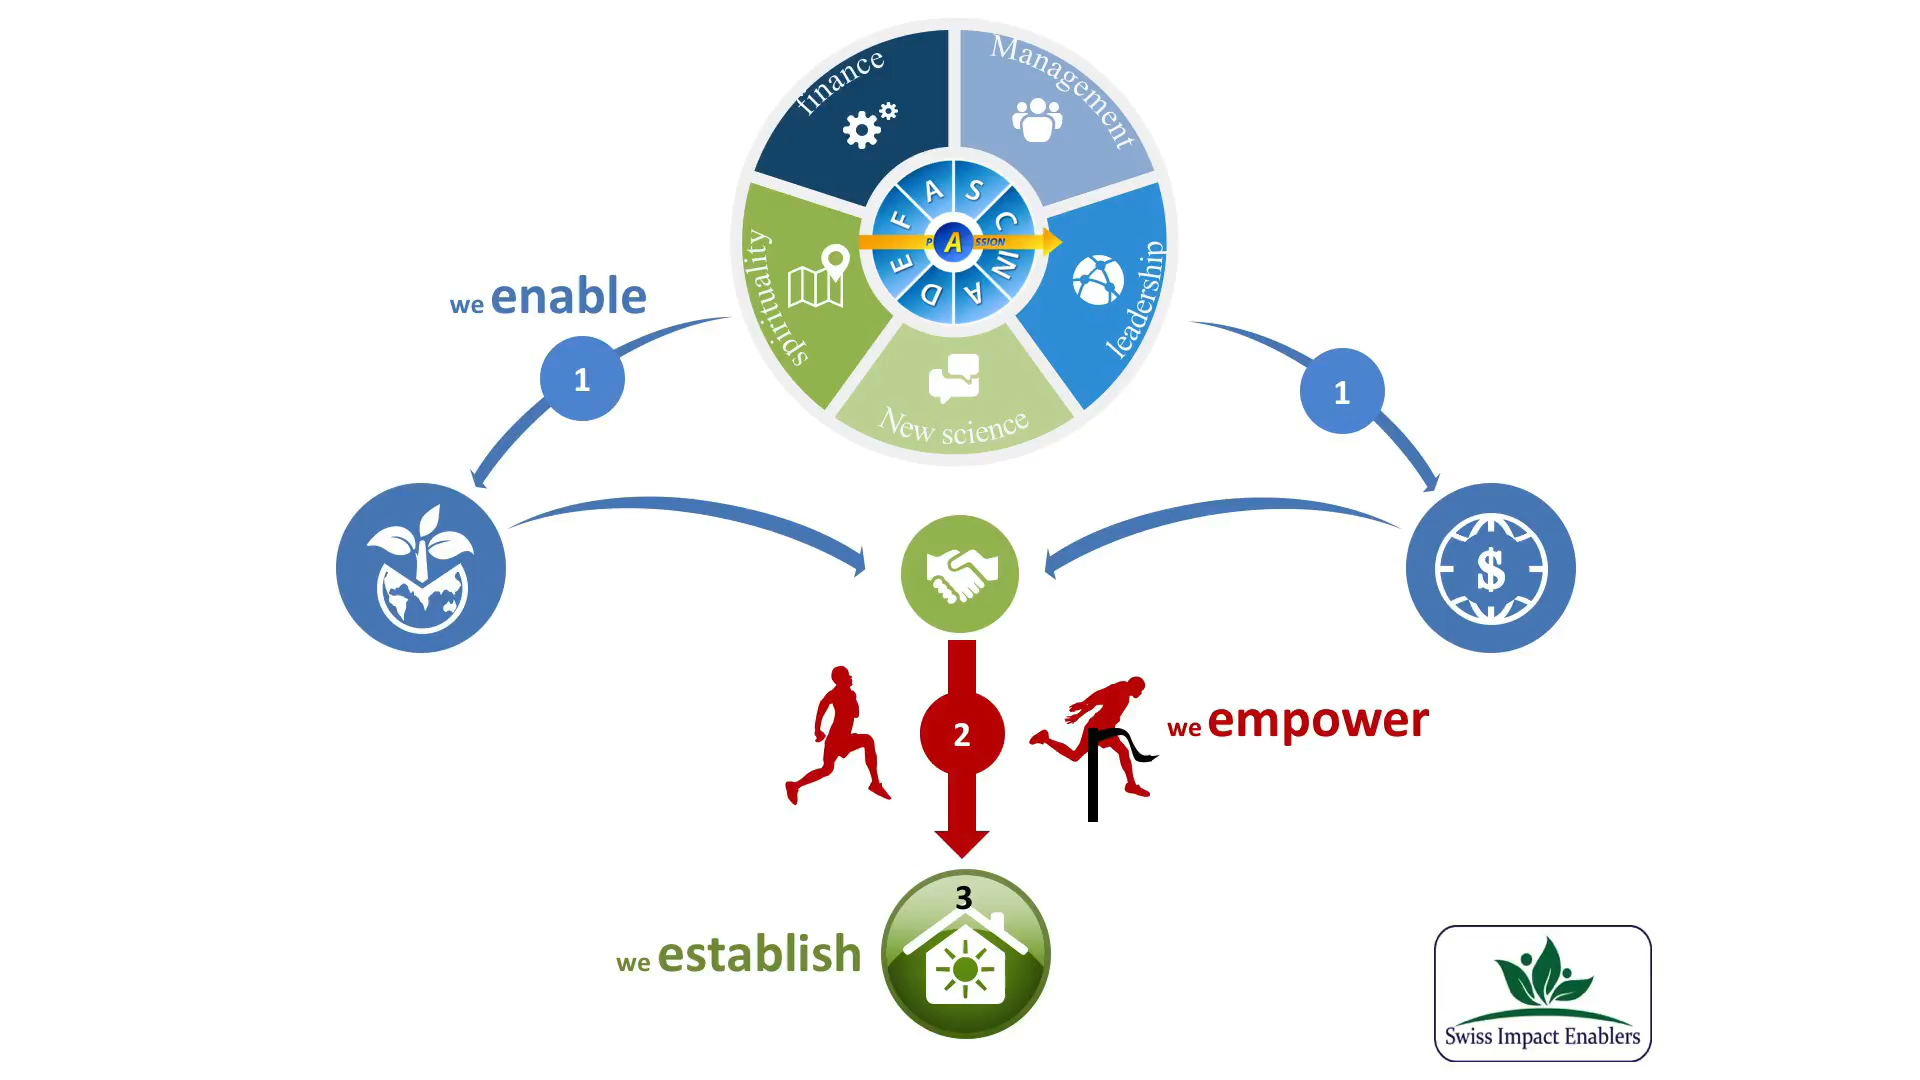 finance
Management
spirituality
leadership
New science
F A S C I N A D E
P A SSION
we enable
1
1
$
2
we empower
3
we establish
Swiss Impact Enablers